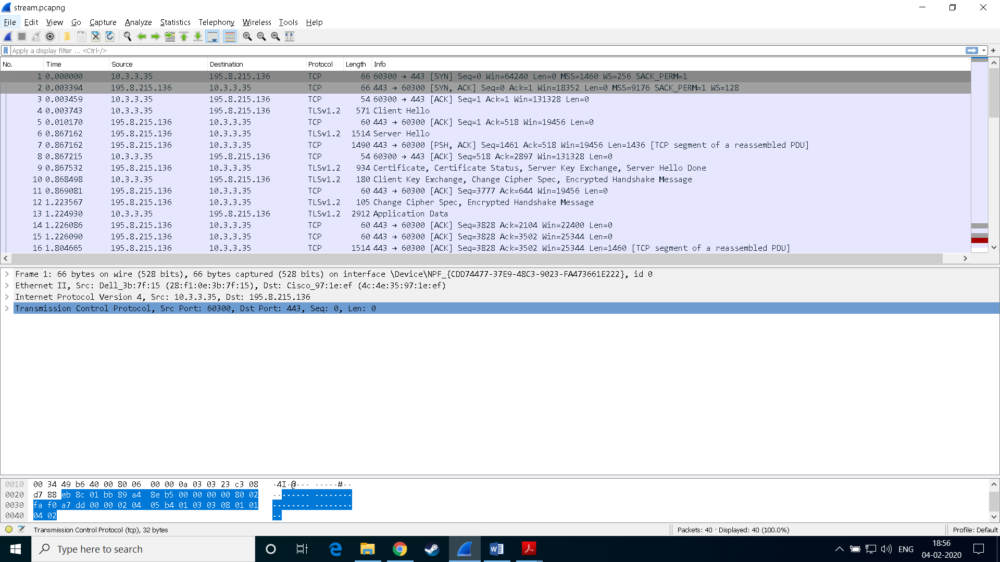 stream.pcapng
File Edit View Go Capture Analyze Statistics Telephony Wireless Tools Help
Apply a display filter ... <Ctrl-/>
No. Time Source Destination Protocol Length Info
1 0.000000 10.3.3.35 195.8.215.136 TCP 66 60300 → 443 [SYN] Seq=0 Win=64240 Len=0 MSS=1460 WS=256 SACK_PERM=1
2 0.003394 195.8.215.136 10.3.3.35 TCP 66 443 → 60300 [SYN, ACK] Seq=0 Ack=1 Win=18352 Len=0 MSS=9176 SACK_PERM=1 WS=128
3 0.003459 10.3.3.35 195.8.215.136 TCP 54 60300 → 443 [ACK] Seq=1 Ack=1 Win=131328 Len=0
4 0.003743 10.3.3.35 195.8.215.136 TLSv1.2 571 Client Hello
5 0.010170 195.8.215.136 10.3.3.35 TCP 60 443 → 60300 [ACK] Seq=1 Ack=518 Win=19456 Len=0
6 0.867162 195.8.215.136 10.3.3.35 TLSv1.2 1514 Server Hello
7 0.867162 195.8.215.136 10.3.3.35 TCP 1490 443 → 60300 [PSH, ACK] Seq=1461 Ack=518 Win=19456 Len=1436 [TCP segment of a reassembled PDU]
8 0.867215 10.3.3.35 195.8.215.136 TCP 54 60300 → 443 [ACK] Seq=518 Ack=2897 Win=131328 Len=0
9 0.867532 195.8.215.136 10.3.3.35 TLSv1.2 934 Certificate, Certificate Status, Server Key Exchange, Server Hello Done
10 0.868498 10.3.3.35 195.8.215.136 TLSv1.2 180 Client Key Exchange, Change Cipher Spec, Encrypted Handshake Message
11 0.869081 195.8.215.136 10.3.3.35 TCP 60 443 → 60300 [ACK] Seq=3777 Ack=644 Win=19456 Len=0
12 1.223567 195.8.215.136 10.3.3.35 TLSv1.2 105 Change Cipher Spec, Encrypted Handshake Message
13 1.224930 10.3.3.35 195.8.215.136 TLSv1.2 2912 Application Data
14 1.226086 195.8.215.136 10.3.3.35 TCP 60 443 → 60300 [ACK] Seq=3828 Ack=2104 Win=22400 Len=0
15 1.226090 195.8.215.136 10.3.3.35 TCP 60 443 → 60300 [ACK] Seq=3828 Ack=3502 Win=25344 Len=0
16 1.804665 195.8.215.136 10.3.3.35 TCP 1514 443 → 60300 [ACK] Seq=3828 Ack=3502 Win=25344 Len=1460 [TCP segment of a reassembled PDU]
Frame 1: 66 bytes on wire (528 bits), 66 bytes captured (528 bits) on interface \Device\NPF_{CDD74477-37E9-48C3-9023-FA473661E222}, id 0
Ethernet II, Src: Dell_3b:7f:15 (28:f1:0e:3b:7f:15), Dst: Cisco_97:1e:ef (4c:4e:35:97:1e:ef)
Internet Protocol Version 4, Src: 10.3.3.35, Dst: 195.8.215.136
Transmission Control Protocol, Src Port: 60300, Dst Port: 443, Seq: 0, Len: 0
0010 00 34 49 b6 40 00 80 06 00 00 0a 03 03 23 c3 08 ·4I·@··· ·····#··
0020 d7 88 eb 8c 01 bb 89 a4 8e b5 00 00 00 00 80 02 ········ ········
0030 fa f0 a7 dd 00 00 02 04 05 b4 01 03 03 08 01 01 ········ ········
0040 04 02 ··
Transmission Control Protocol (tcp), 32 bytes
Packets: 40 · Displayed: 40 (100.0%)
Profile: Default
Type here to search
ENG
18:56
04-02-2020